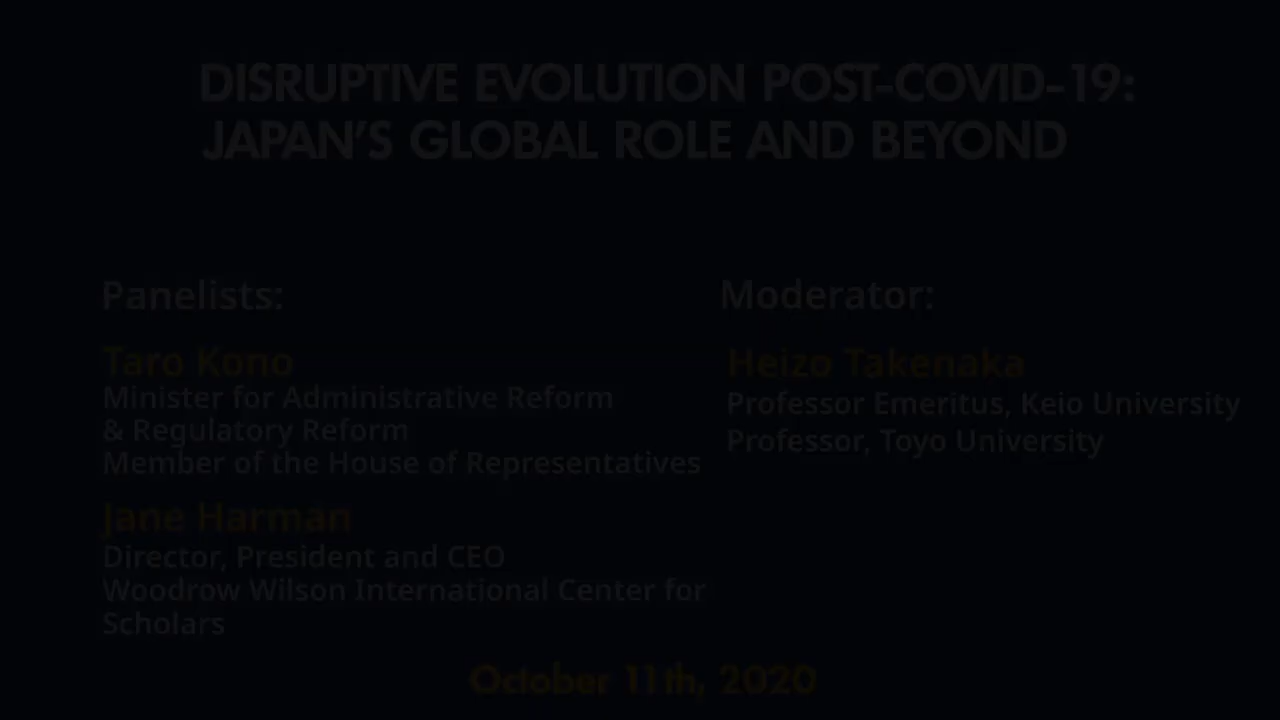 DISRUPTIVE EVOLUTION POST-COVID-19:
JAPAN'S GLOBAL ROLE AND BEYOND
Panelists:
Taro Kono
Minister for Administrative Reform
& Regulatory Reform
Member of the House of Representatives
Jane Harman
Director, President and CEO
Woodrow Wilson International Center for
Scholars
Moderator:
Heizo Takenaka
Professor Emeritus, Keio University
Professor, Toyo University
October 11th, 2020